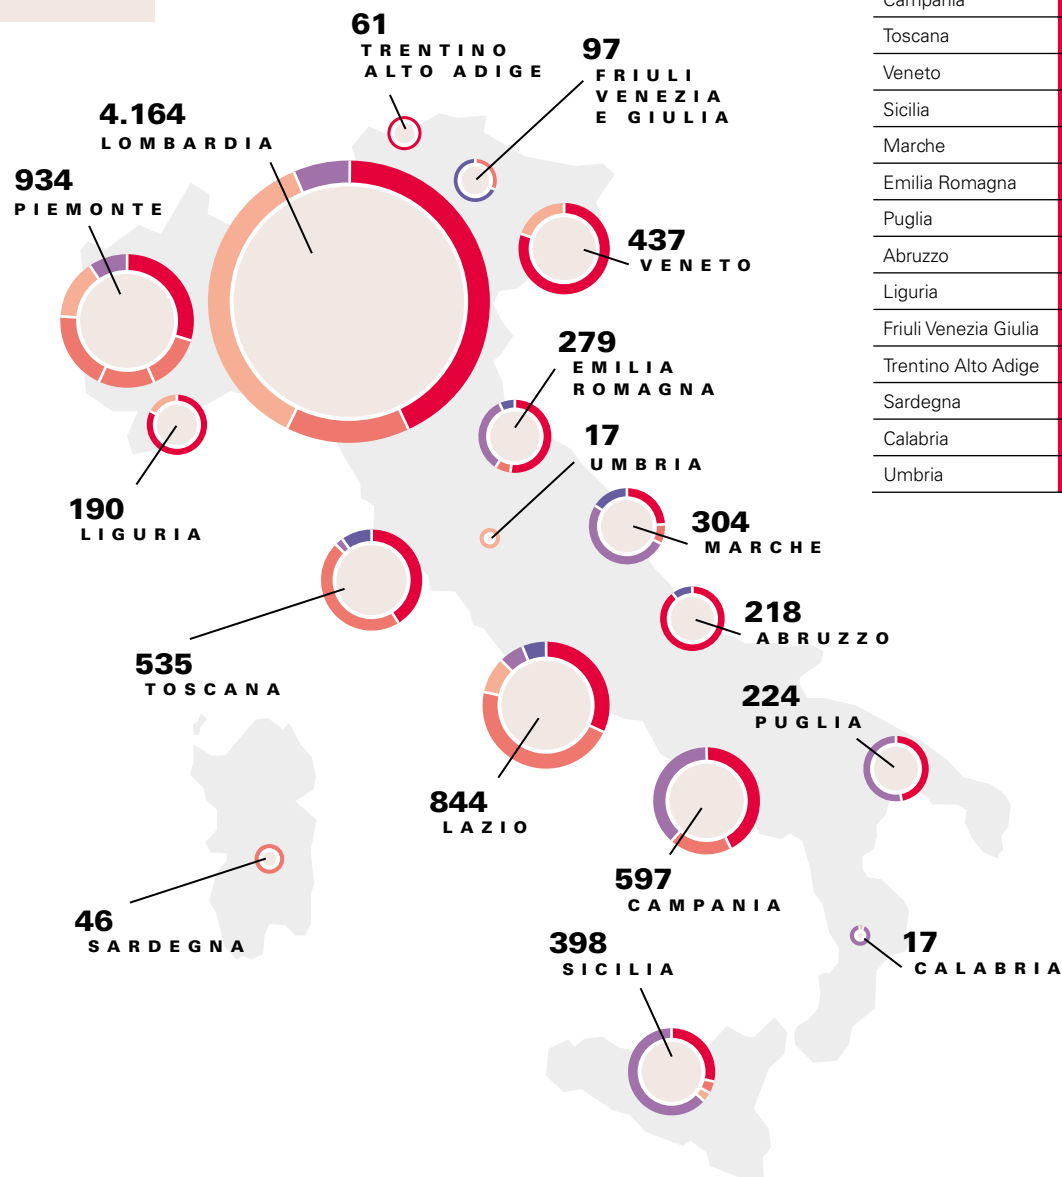 61
TRENTINO
ALTO ADIGE
97
FRIULI
VENEZIA
E GIULIA
4.164
LOMBARDIA
934
PIEMONTE
437
VENETO
279
EMILIA
ROMAGNA
17
UMBRIA
190
LIGURIA
304
MARCHE
218
ABRUZZO
535
TOSCANA
224
PUGLIA
844
LAZIO
597
CAMPANIA
46
SARDEGNA
398
SICILIA
17
CALABRIA
Campania
Toscana
Veneto
Sicilia
Marche
Emilia Romagna
Puglia
Abruzzo
Liguria
Friuli Venezia Giulia
Trentino Alto Adige
Sardegna
Calabria
Umbria